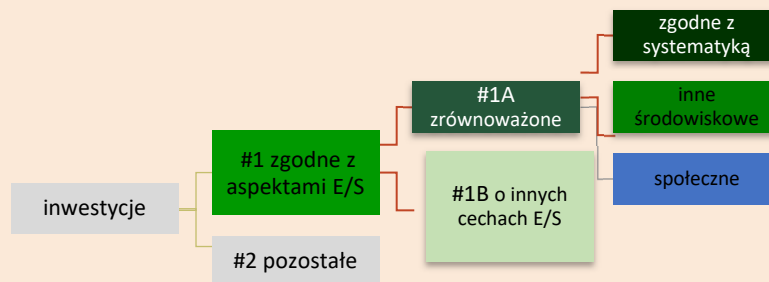 zgodne z
systematyką
#1A
zrównoważone
inne
środowiskowe
#1 zgodne z
aspektami E/S
#1B o innych
cechach E/S
społeczne
inwestycje
#2 pozostałe